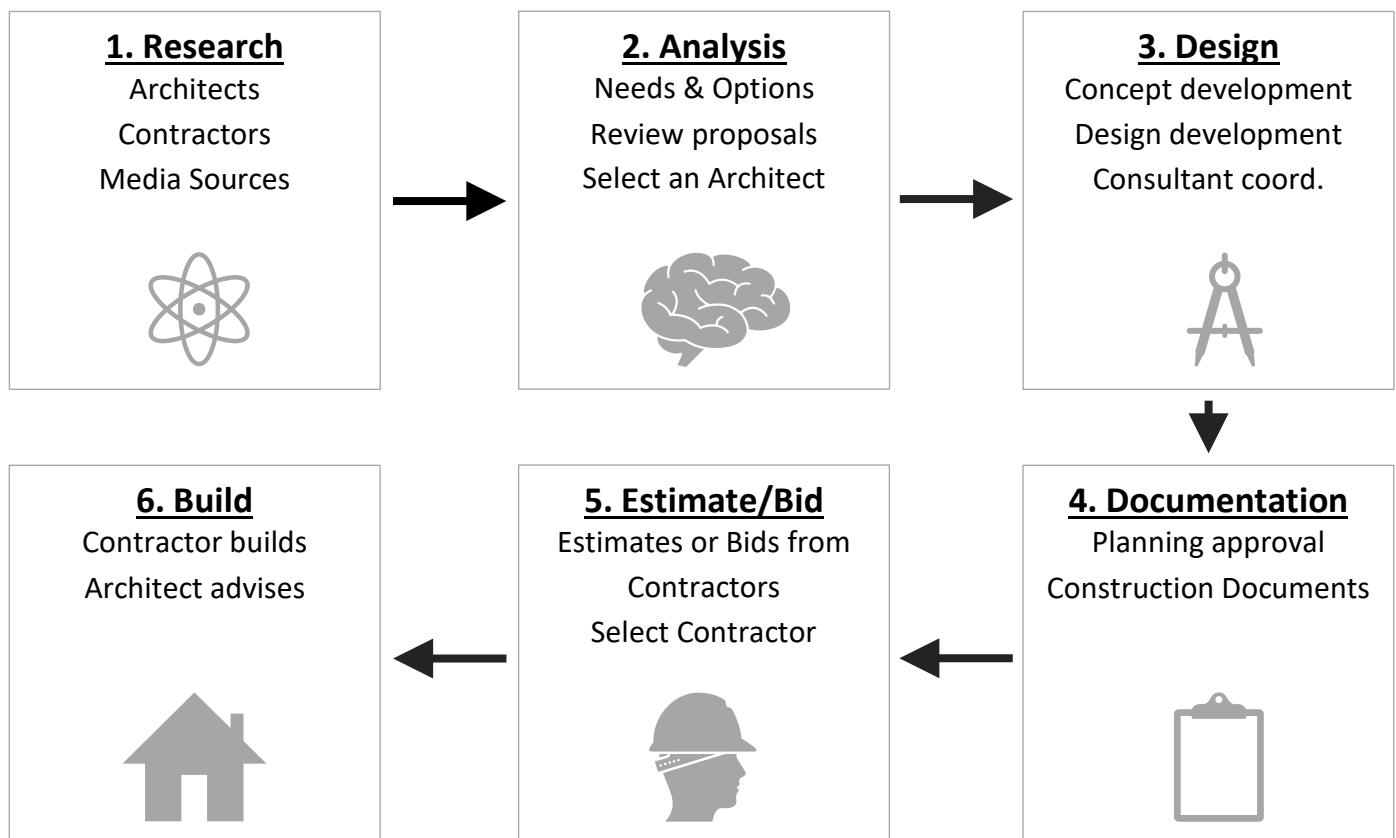 1. Research
Architects
Contractors
Media Sources
2. Analysis
Needs & Options
Review proposals
Select an Architect
3. Design
Concept development
Design development
Consultant coord.
4. Documentation
Planning approval
Construction Documents
5. Estimate/Bid
Estimates or Bids from
Contractors
Select Contractor
6. Build
Contractor builds
Architect advises